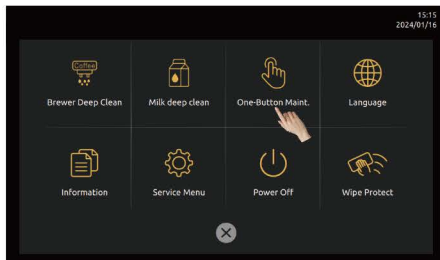 15:15
2024/01/16
Coffee
Brewer Deep Clean
Milk deep clean
One-Button Maint.
Language
Information
Service Menu
Power Off
Wipe Protect